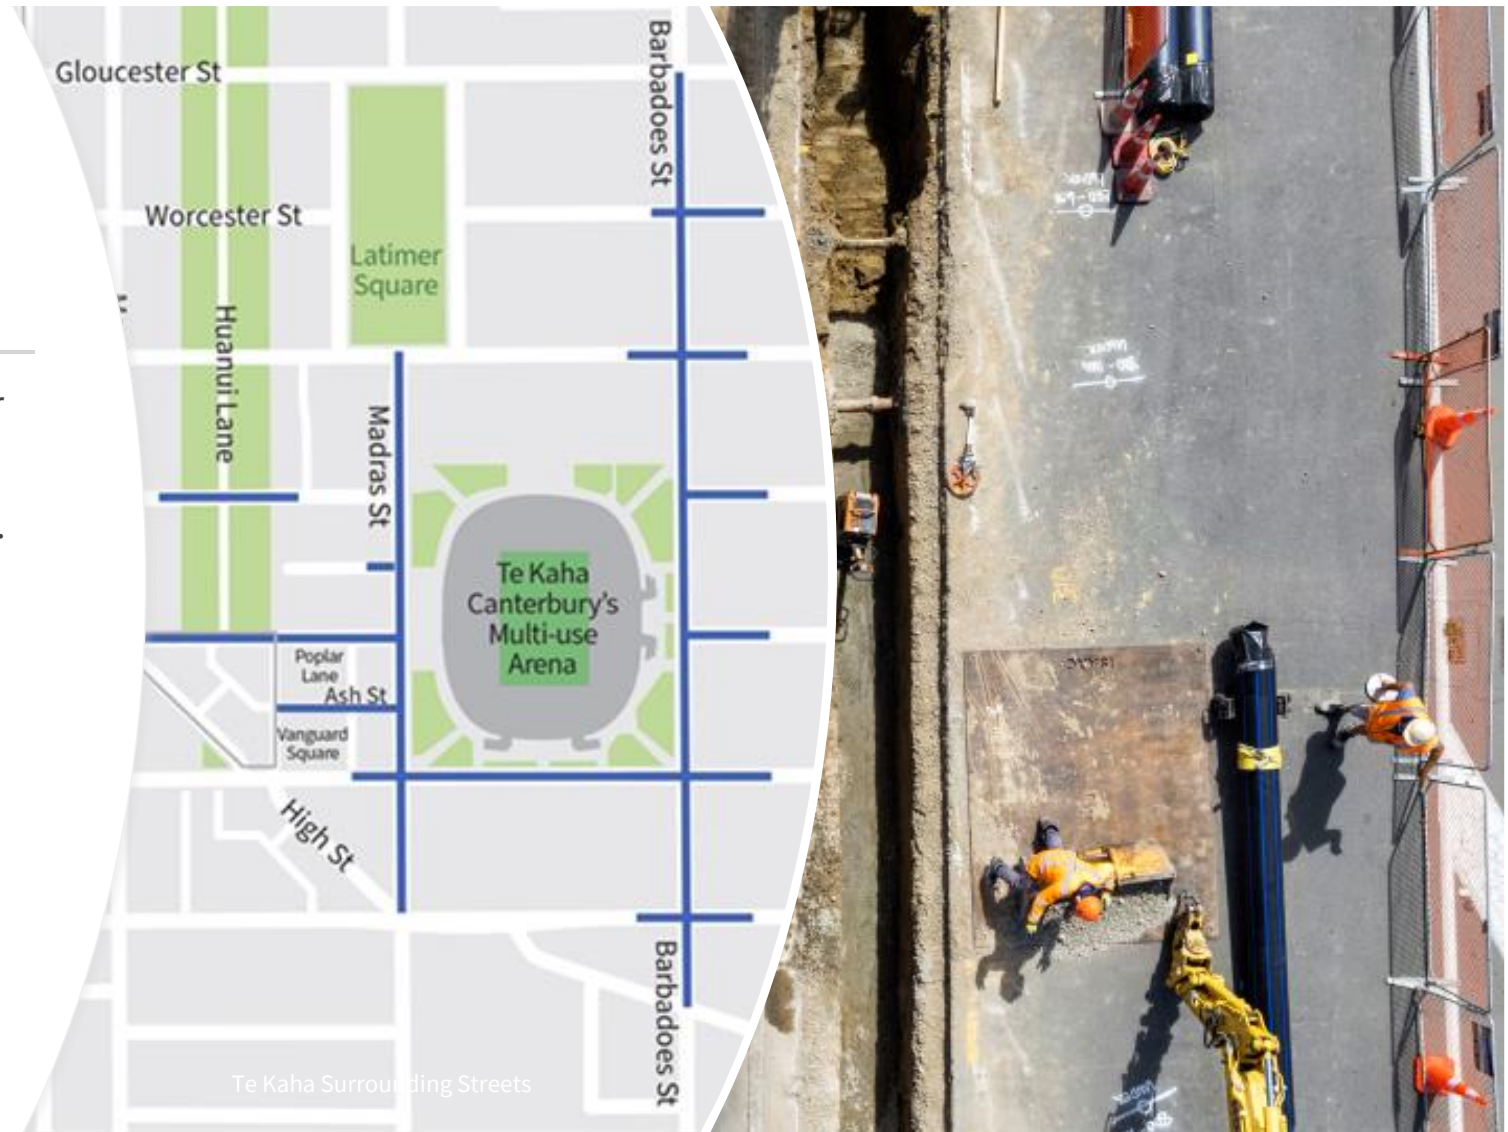 Gloucester St
Barbadoes St
Worcester St
Latimer
Square
Huanui Lane
Madras St
Te Kaha
Canterbury's
Multi-use
Arena
Poplar
Lane
Ash St
Vanguard
Square
High St
Barbadoes St
Te Kaha Surrounding Streets